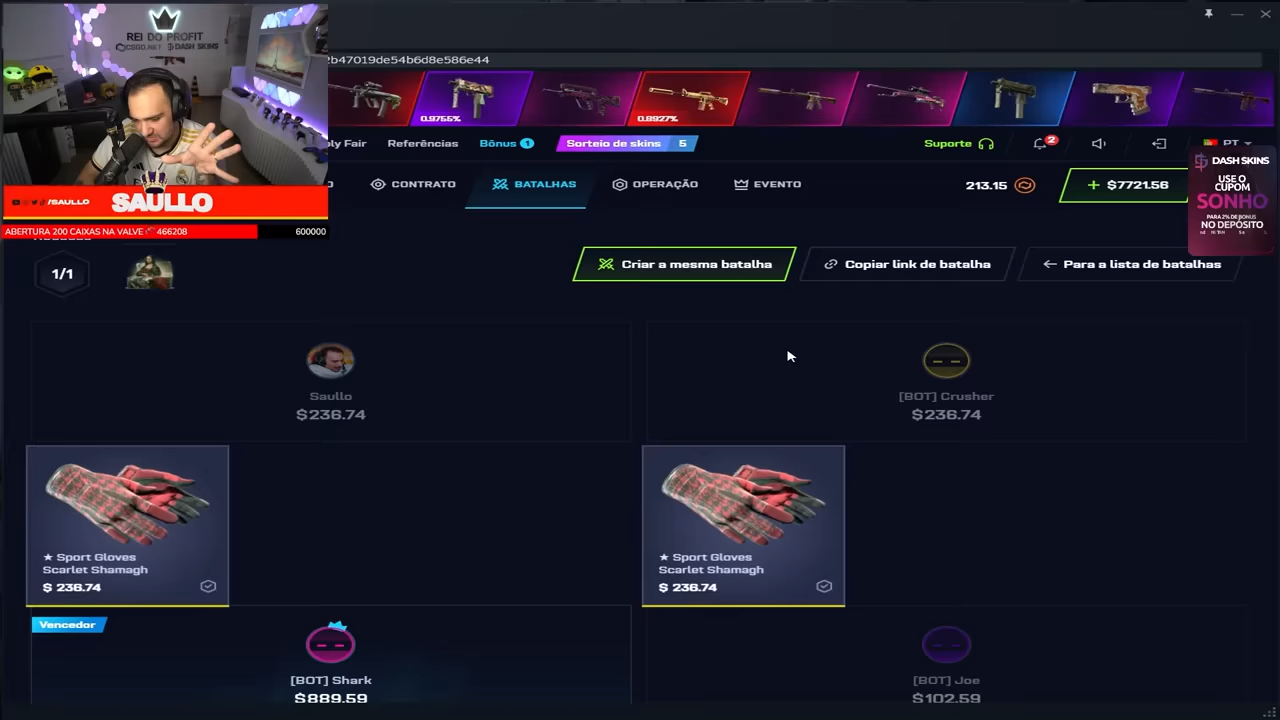 REI DO PROFIT
CSGO.NET DASH SKINS
/SAULLO
SAULLO
ABERTURA 200 CAIXAS NA VALVE 466208
600000
2b47019de54b6d8e586e44
0.9755%
0.8927%
bly Fair
Referências
Bônus 1
Sorteio de skins 5
Suporte
2
PT
CONTRATO
BATALHAS
OPERAÇÃO
EVENTO
213.15
+ $7721.56
DASH SKINS
USE O
CUPOM
SONHO
PARA 2% DE BONUS
NO DEPÓSITO
1/1
Criar a mesma batalha
Copiar link de batalha
Para a lista de batalhas
Saullo
$236.74
[BOT] Crusher
$236.74
★ Sport Gloves
Scarlet Shamagh
$ 236.74
★ Sport Gloves
Scarlet Shamagh
$ 236.74
Vencedor
[BOT] Shark
$889.59
[BOT] Joe
$102.59